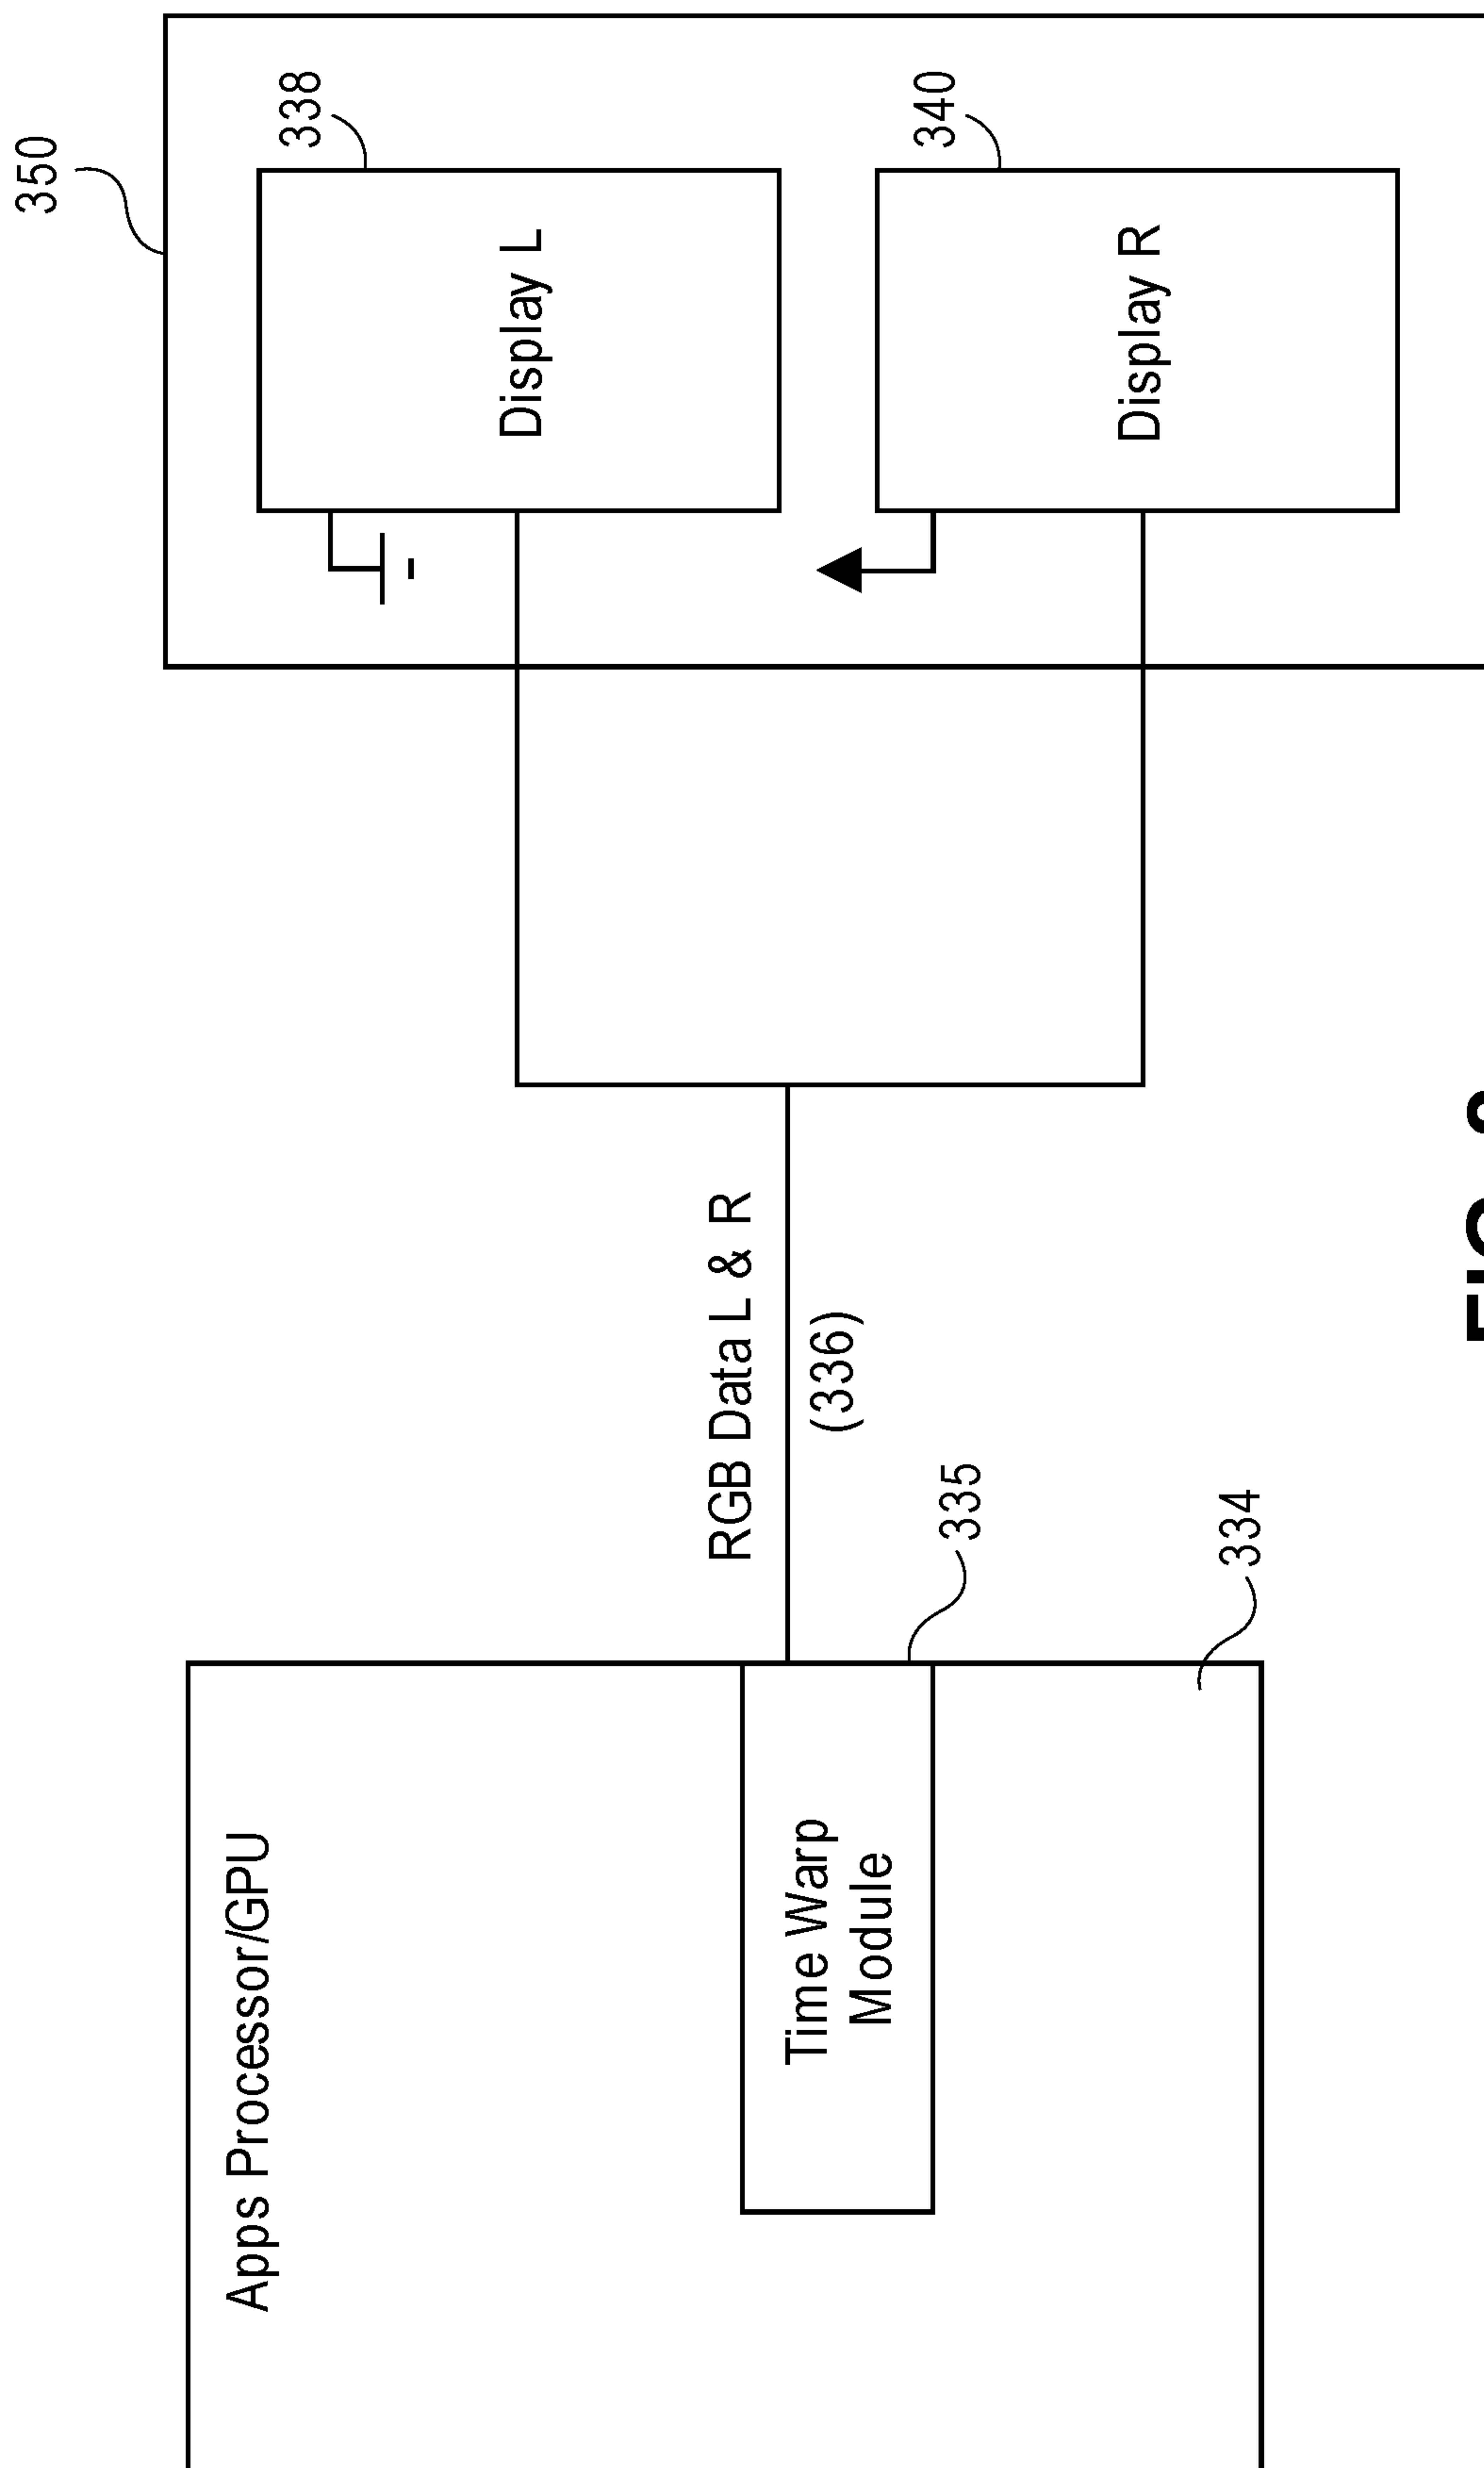 350
338
Display L
340
Display R
RGB Data L & R
(336)
335
334
Apps Processor/GPU
Time Warp
Module